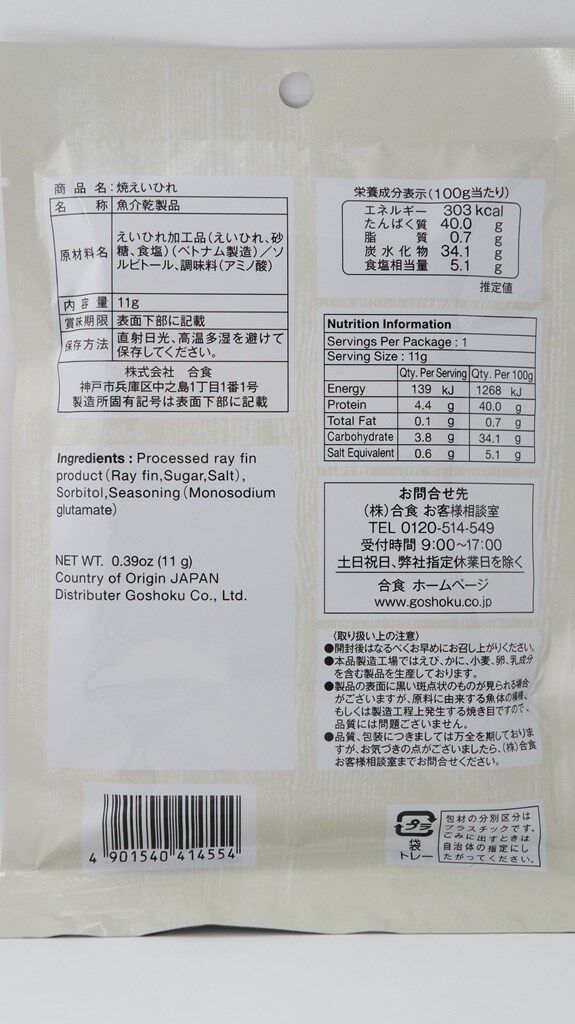 商品名:焼えいひれ
名 称 魚介乾製品
原材料名 えいひれ加工品(えいひれ、砂
糖、食塩)(ベトナム製造)/ソ
ルビトール、調味料(アミノ酸)
内容量 11g
賞味期限 表面下部に記載
保存方法 直射日光、高温多湿を避けて
保存してください。
株式会社 合食
神戸市兵庫区中之島1丁目1番1号
製造所固有記号は表面下部に記載
Ingredients : Processed ray fin
product(Ray fin,Sugar,Salt),
Sorbitol,Seasoning(Monosodium
glutamate)
NET WT. 0.39oz (11 g)
Country of Origin JAPAN
Distributer Goshoku Co., Ltd.
4 901540 414554
栄養成分表示(100g当たり)
エネルギー 303 kcal
たんぱく質 40.0 g
脂質 0.7 g
炭水化物 34.1 g
食塩相当量 5.1 g
推定値
Nutrition Information
Servings Per Package : 1
Serving Size : 11g
Qty. Per Serving Qty. Per 100g
Energy 139 kJ 1268 kJ
Protein 4.4 g 40.0 g
Total Fat 0.1 g 0.7 g
Carbohydrate 3.8 g 34.1 g
Salt Equivalent 0.6 g 5.1 g
お問合せ先
(株)合食 お客様相談室
TEL 0120-514-549
受付時間 9:00~17:00
土日祝日、弊社指定休業日を除く
合食 ホームページ
www.goshoku.co.jp
〈取り扱い上の注意〉
●開封後はなるべくお早めにお召し上がりください。
●本品製造工場ではえび、かに、小麦、卵、乳成分
を含む製品を生産しております。
●製品の表面に黒い斑点状のものが見られる場合
がございますが、原料に由来する魚体の模様、
もしくは製造工程上発生する焼き目ですので、
品質には問題ございません。
●品質、包装につきましては万全を期しておりま
すが、お気づきの点がございましたら、(株)合食
お客様相談室までお問合せください。
プラ
袋
トレー
包材の分別区分は
プラスチックです。
ごみに出すときは
自治体の指定にし
たがってください。